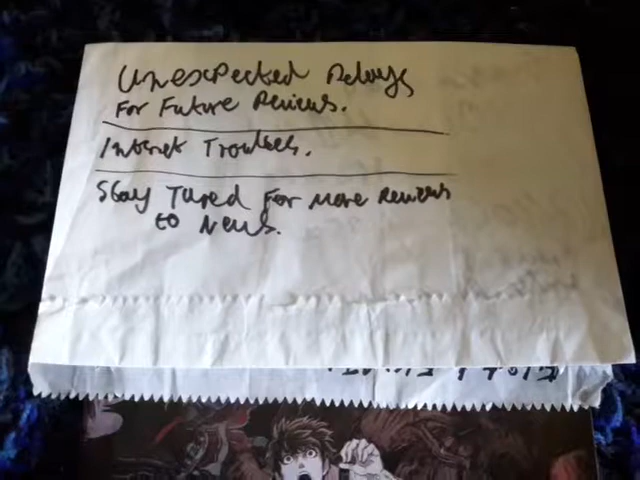 Unexpected Delays
For Future Reviews.
Internet Troubles.
Stay Tuned For more Reviews
to News.